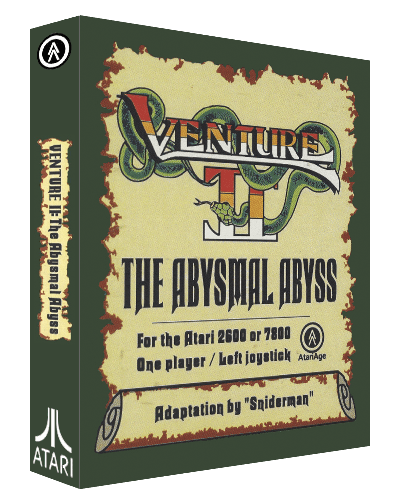 VENTURE
II
THE ABYSMAL ABYSS
For the Atari 2600 or 7800
One player / Left joystick
AtariAge
Adaptation by "Sniderman"
VENTURE II: The Abysmal Abyss
ATARI